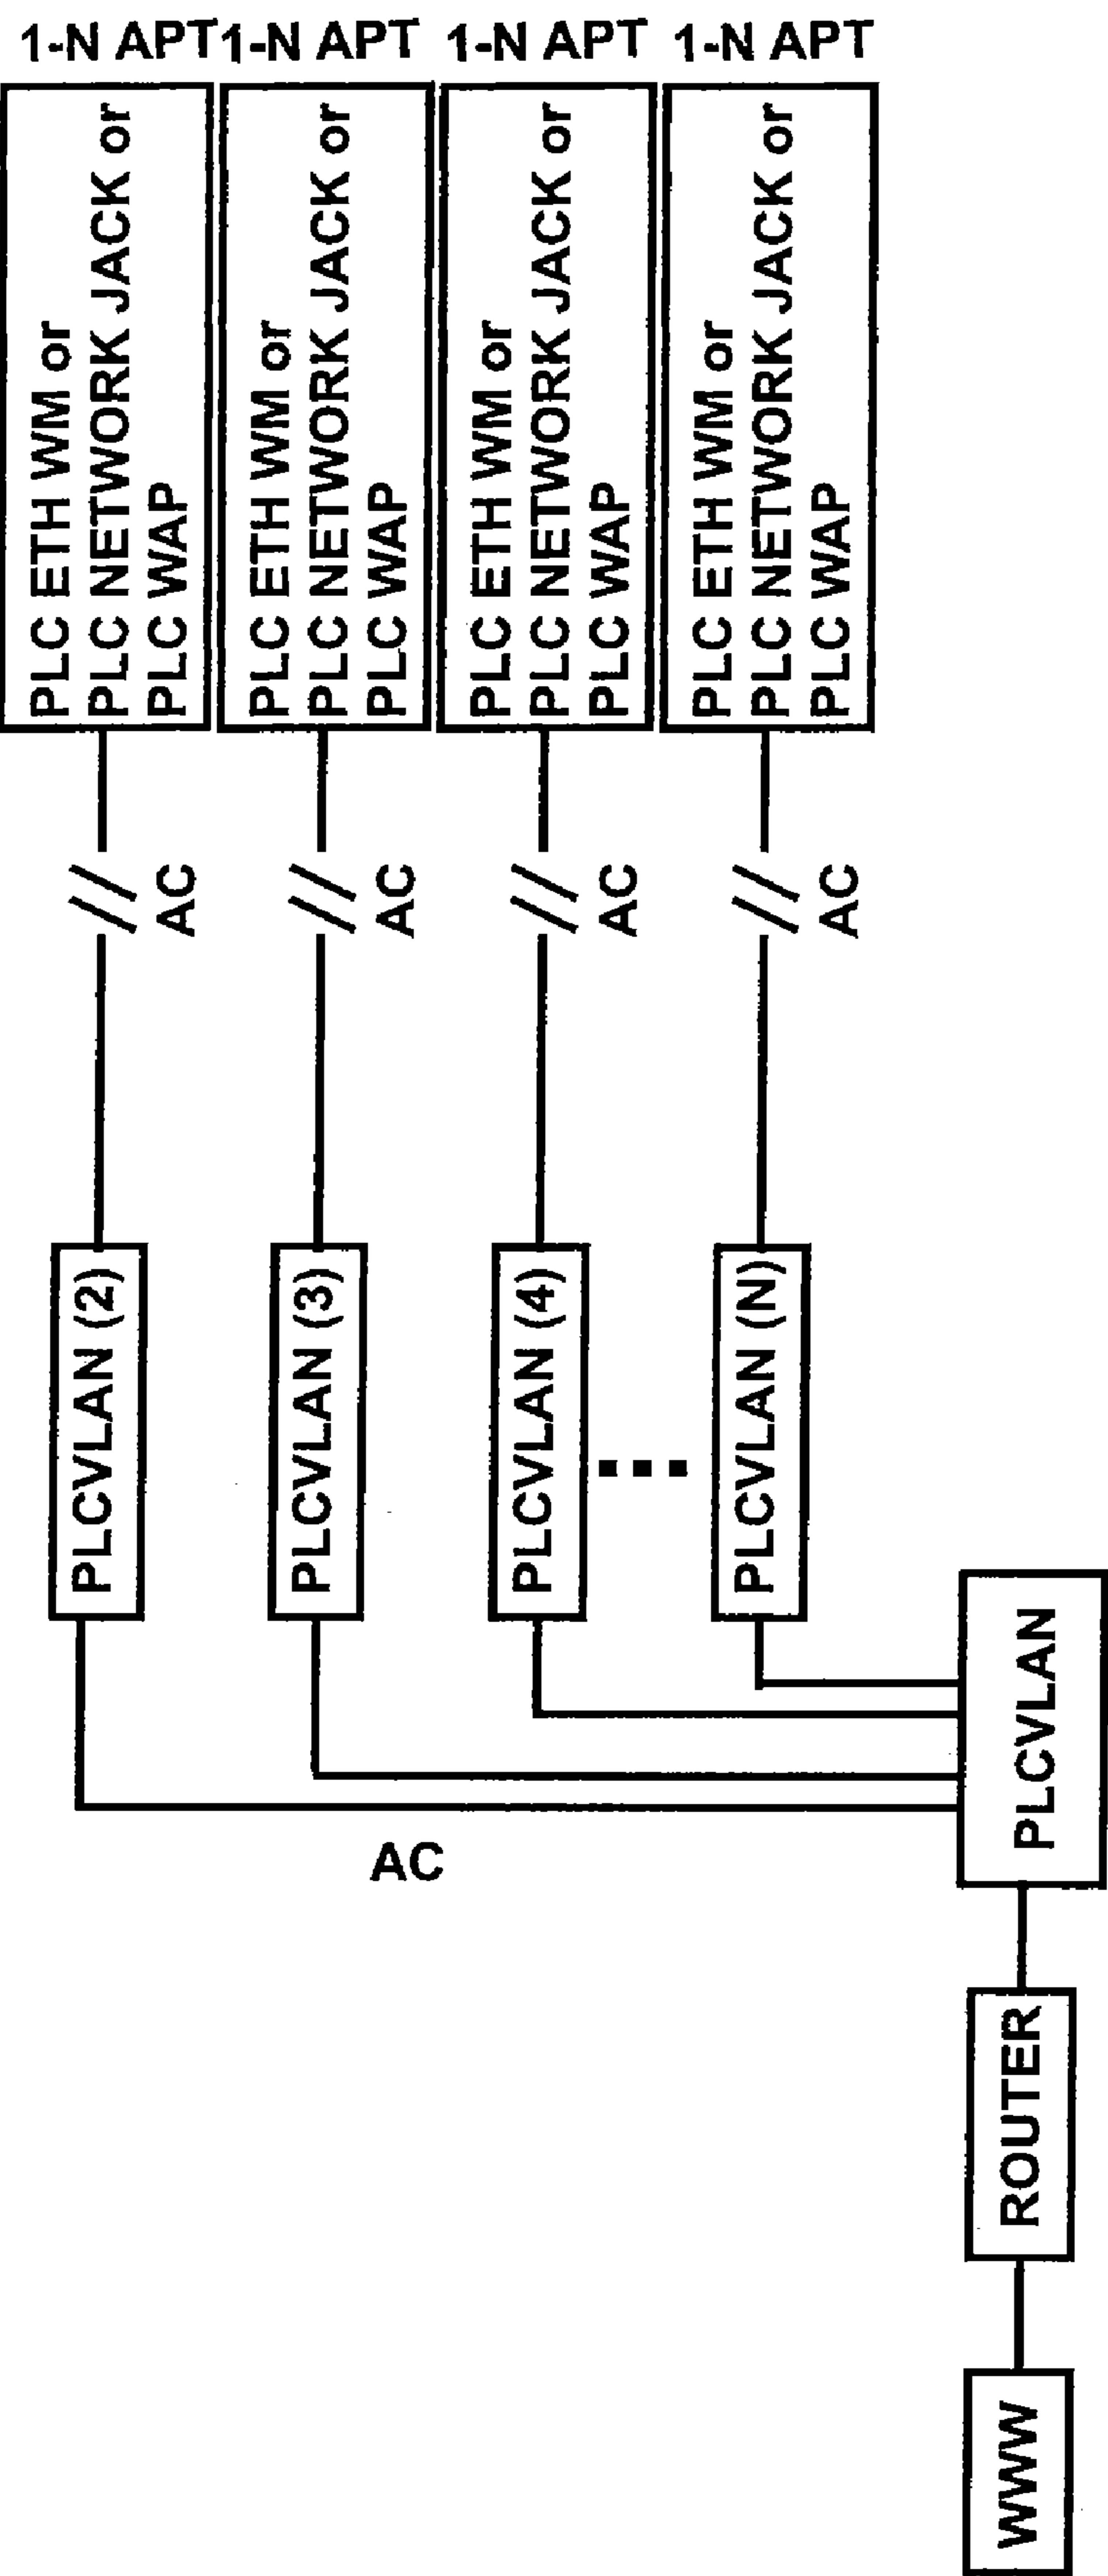 1-N APT
1-N APT
1-N APT
1-N APT
PLC ETH WM or
PLC NETWORK JACK or
PLC WAP
PLC ETH WM or
PLC NETWORK JACK or
PLC WAP
PLC ETH WM or
PLC NETWORK JACK or
PLC WAP
PLC ETH WM or
PLC NETWORK JACK or
PLC WAP
AC
AC
AC
AC
PLCVLAN (2)
PLCVLAN (3)
PLCVLAN (4)
PLCVLAN (N)
AC
PLCVLAN
ROUTER
WWW